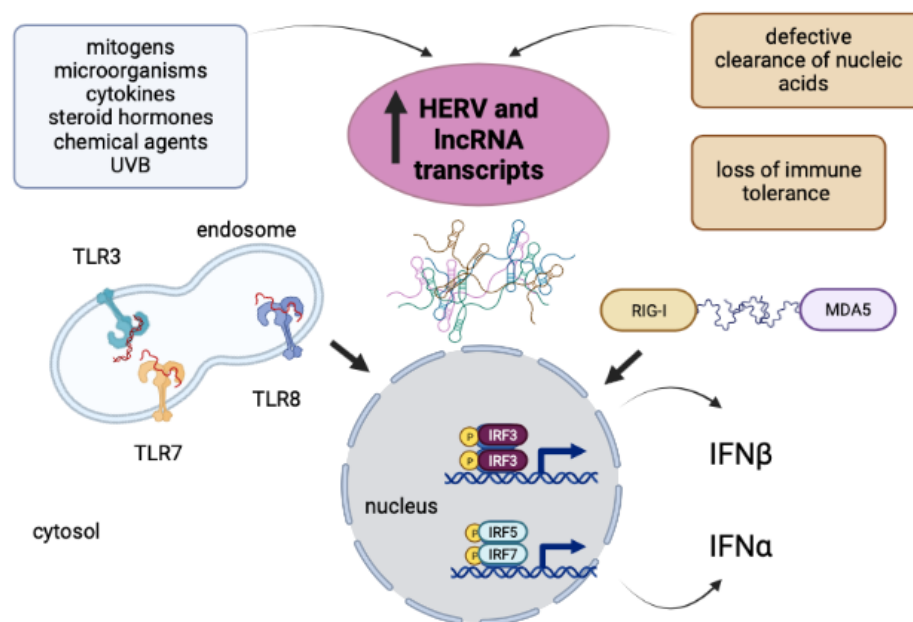 mitogens
microorganisms
cytokines
steroid hormones
chemical agents
UVB
HERV and
lncRNA
transcripts
defective
clearance of nucleic
acids
loss of immune
tolerance
endosome
TLR3
TLR8
TLR7
RIG-I
MDA5
P
IRF3
P
IRF3
nucleus
P
IRF5
P
IRF7
IFNβ
IFNα
cytosol